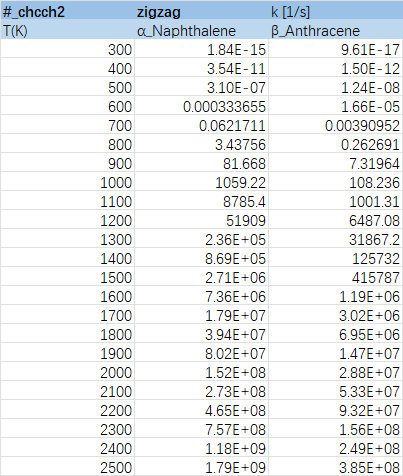 #_chcch2 zigzag k [1/s]
T(K) α_Naphthalene β_Anthracene
300 1.84E-15 9.61E-17
400 3.54E-11 1.50E-12
500 3.10E-07 1.24E-08
600 0.000333655 1.66E-05
700 0.0621711 0.00390952
800 3.43756 0.262691
900 81.668 7.31964
1000 1059.22 108.236
1100 8785.4 1001.31
1200 51909 6487.08
1300 2.36E+05 31867.2
1400 8.69E+05 125732
1500 2.71E+06 415787
1600 7.36E+06 1.19E+06
1700 1.79E+07 3.02E+06
1800 3.94E+07 6.95E+06
1900 8.02E+07 1.47E+07
2000 1.52E+08 2.88E+07
2100 2.73E+08 5.33E+07
2200 4.65E+08 9.32E+07
2300 7.57E+08 1.56E+08
2400 1.18E+09 2.49E+08
2500 1.79E+09 3.85E+08